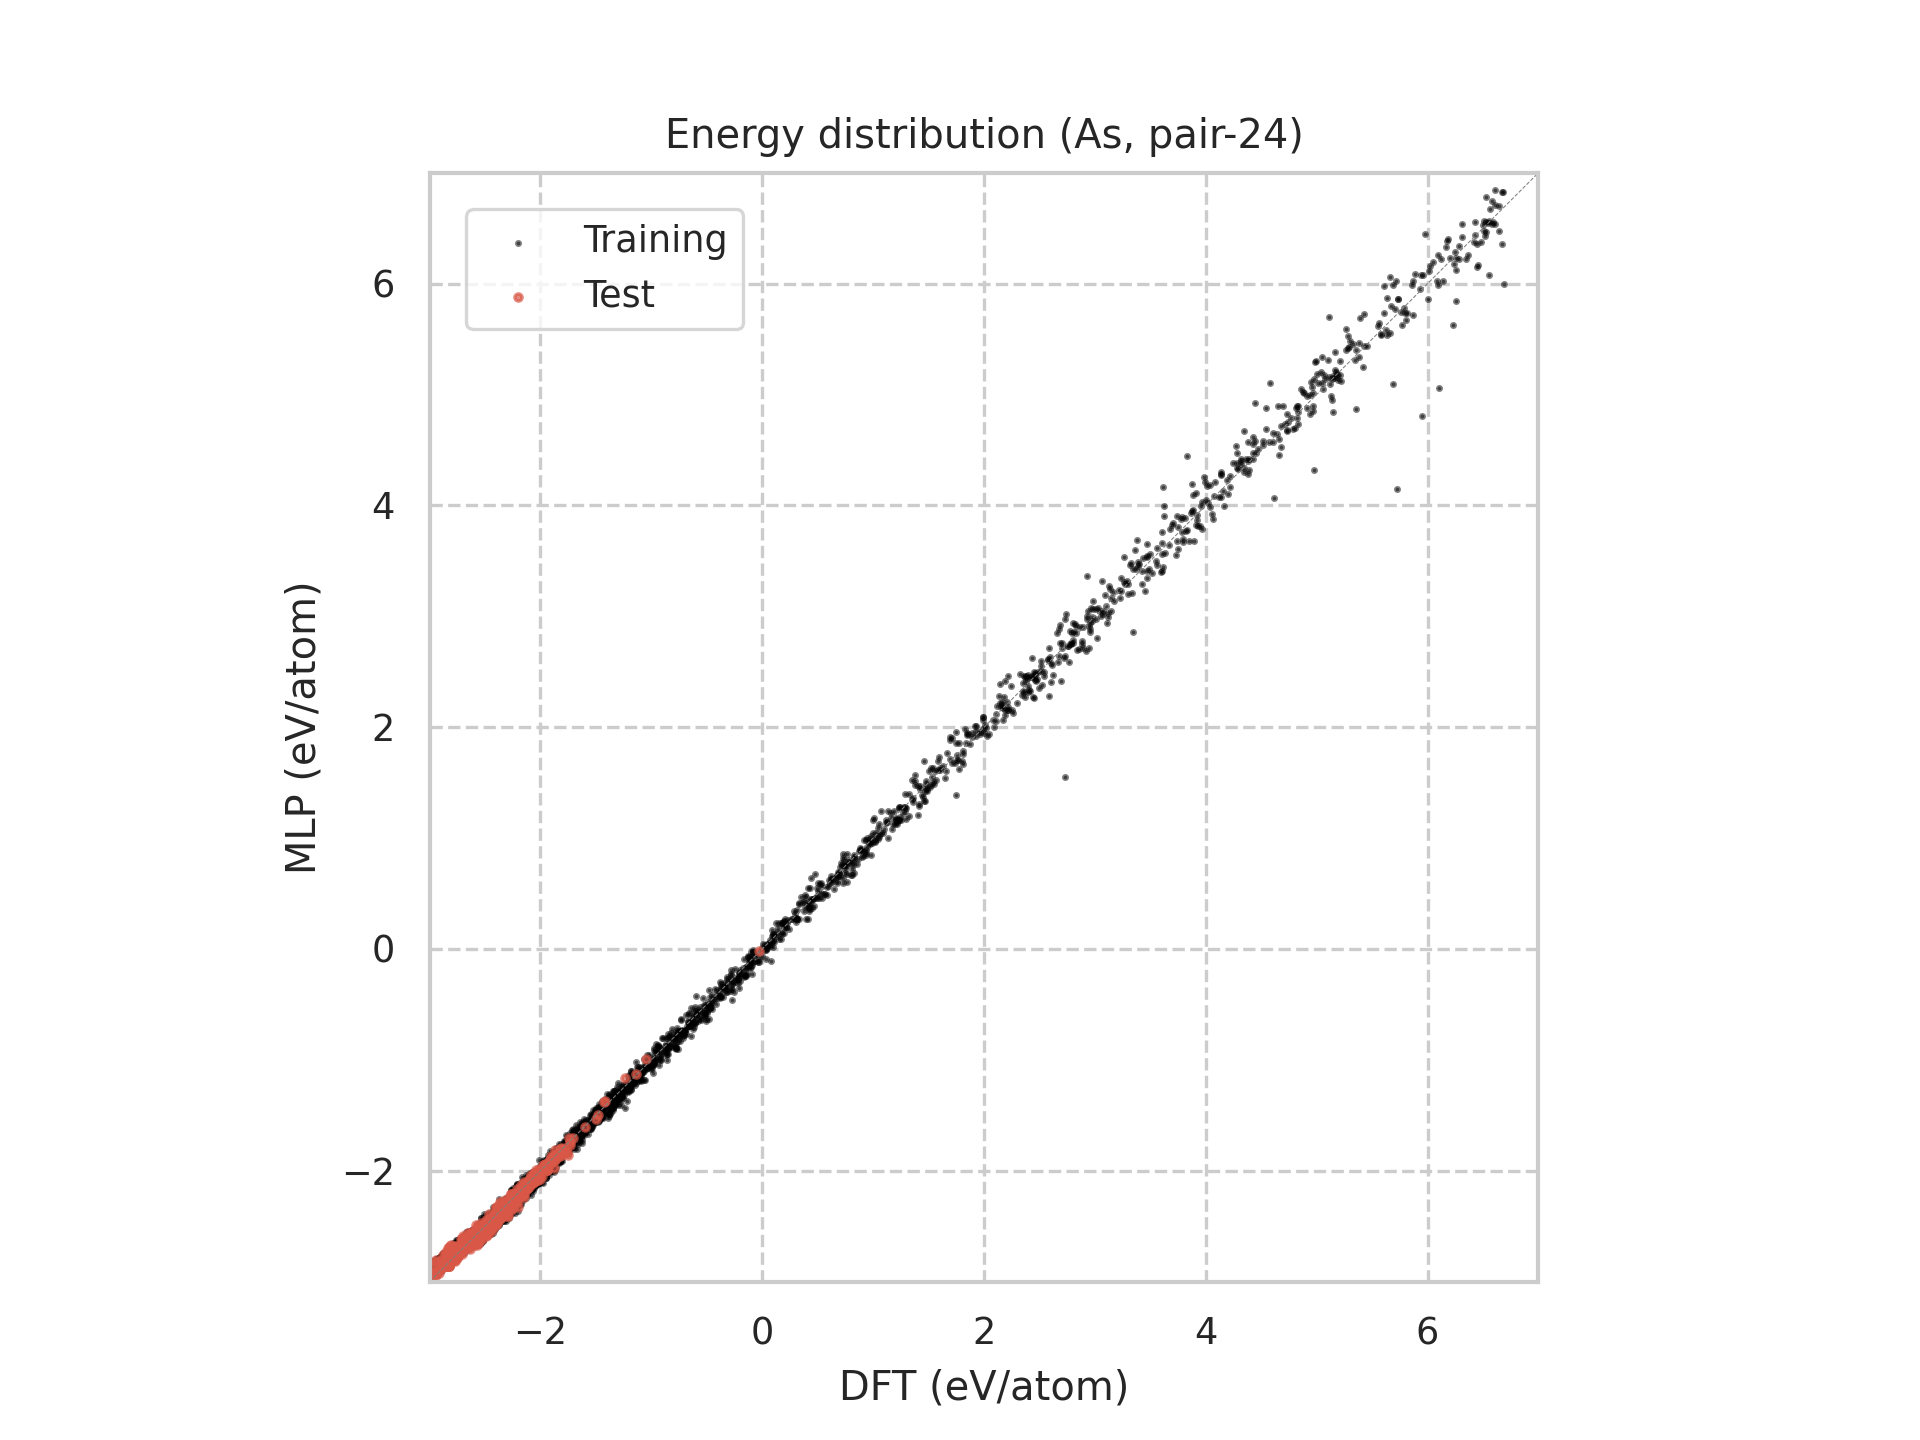 Energy distribution (As, pair-24)
Training
Test
6
4
2
0
−2
MLP (eV/atom)
−2
0
2
4
6
DFT (eV/atom)